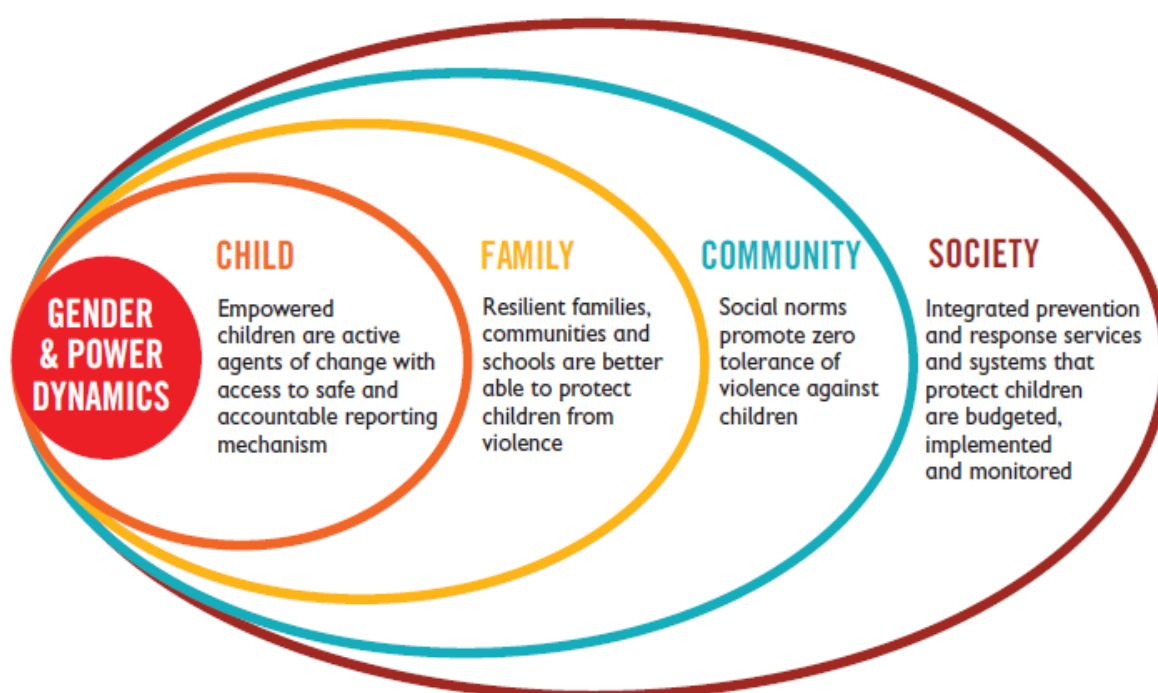 GENDER
& POWER
DYNAMICS
CHILD
Empowered
children are active
agents of change with
access to safe and
accountable reporting
mechanism
FAMILY
Resilient families,
communities and
schools are better
able to protect
children from
violence
COMMUNITY
Social norms
promote zero
tolerance of
violence against
children
SOCIETY
Integrated prevention
and response services
and systems that
protect children
are budgeted,
implemented
and monitored